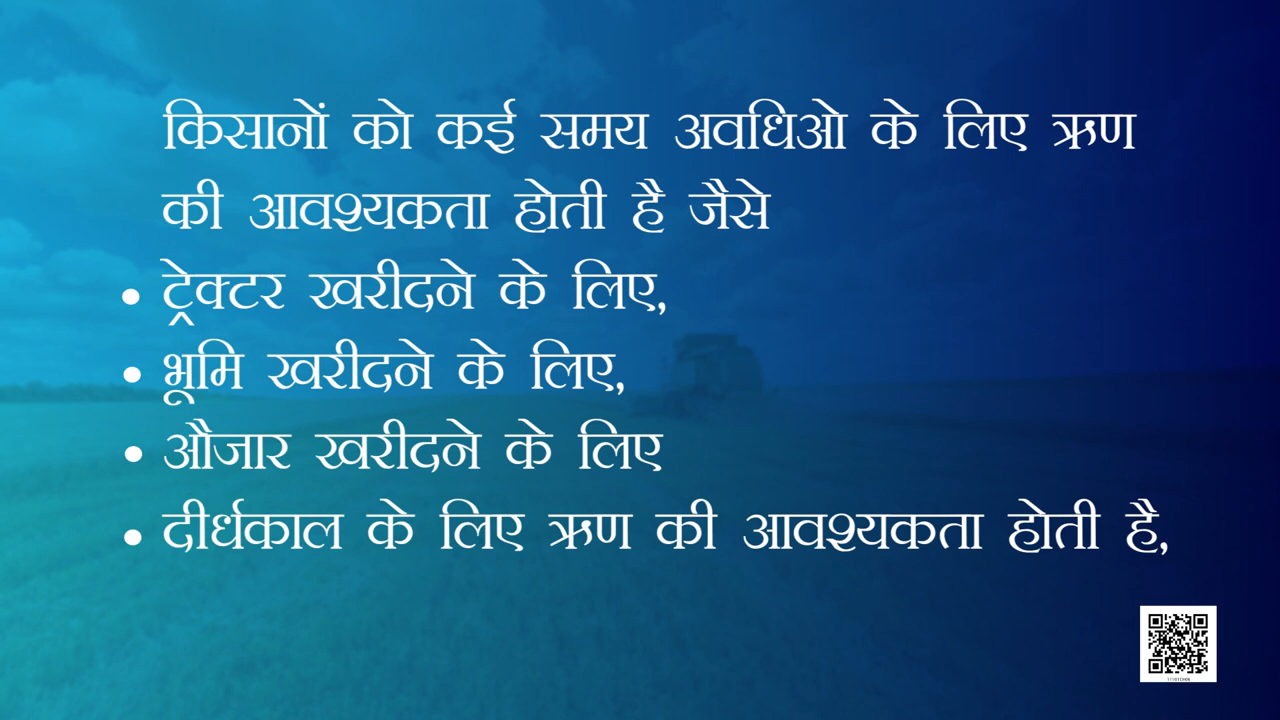 किसानों को कई समय अवधिओ के लिए ऋण
की आवश्यकता होती है जैसे
• ट्रेक्टर खरीदने के लिए,
• भूमि खरीदने के लिए,
• औजार खरीदने के लिए
• दीर्धकाल के लिए ऋण की आवश्यकता होती है,